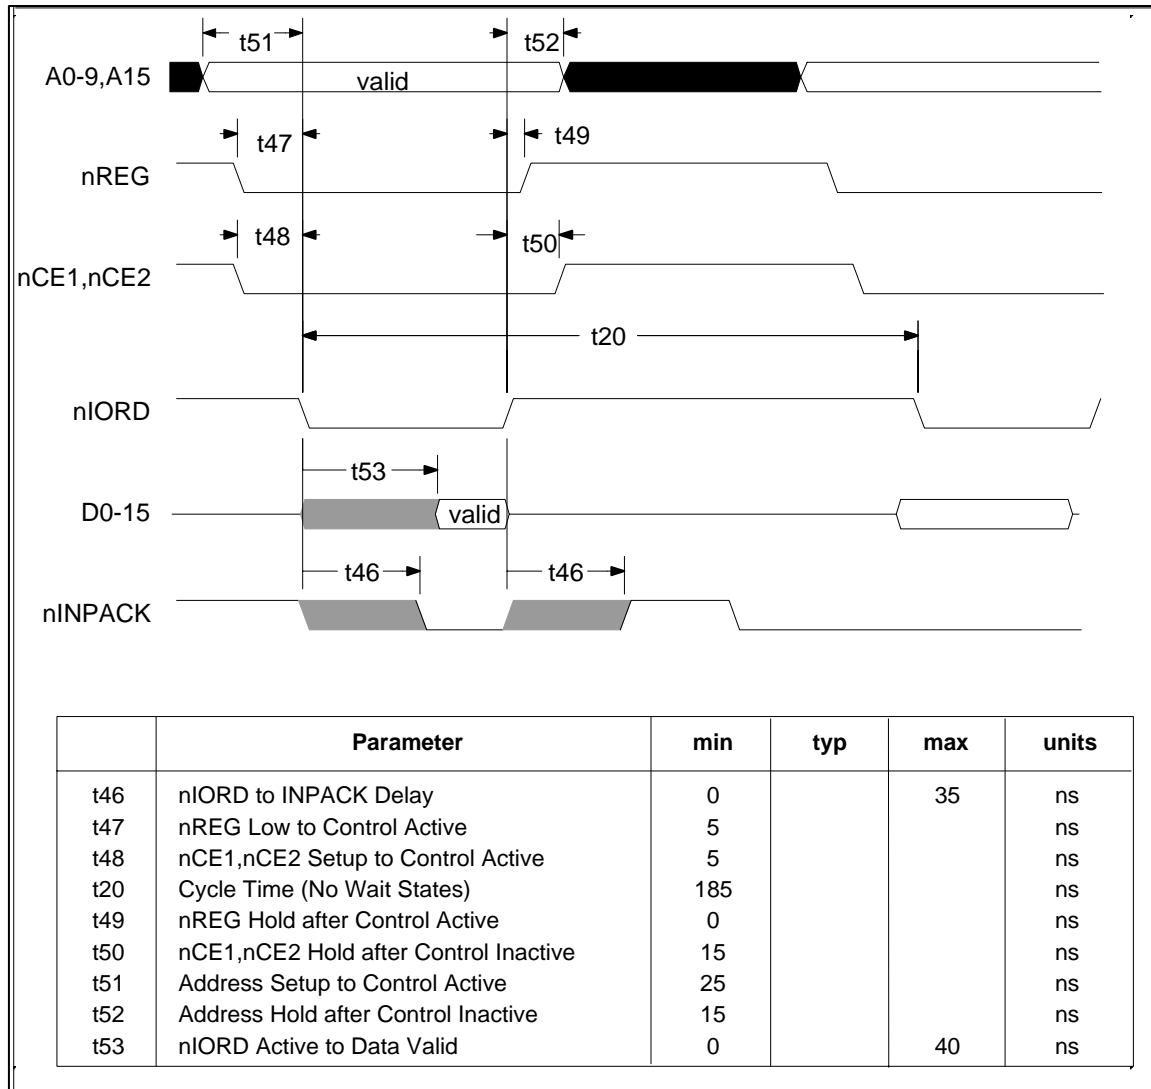 t51 t52
A0-9,A15 valid
t47 t49
nREG
t48 t50
nCE1,nCE2
t20
nIORD
t53
D0-15 valid
t46 t46
nINPACK
Parameter min typ max units
t46 nIORD to INPACK Delay 0 35 ns
t47 nREG Low to Control Active 5 ns
t48 nCE1,nCE2 Setup to Control Active 5 ns
t20 Cycle Time (No Wait States) 185 ns
t49 nREG Hold after Control Active 0 ns
t50 nCE1,nCE2 Hold after Control Inactive 15 ns
t51 Address Setup to Control Active 25 ns
t52 Address Hold after Control Inactive 15 ns
t53 nIORD Active to Data Valid 0 40 ns